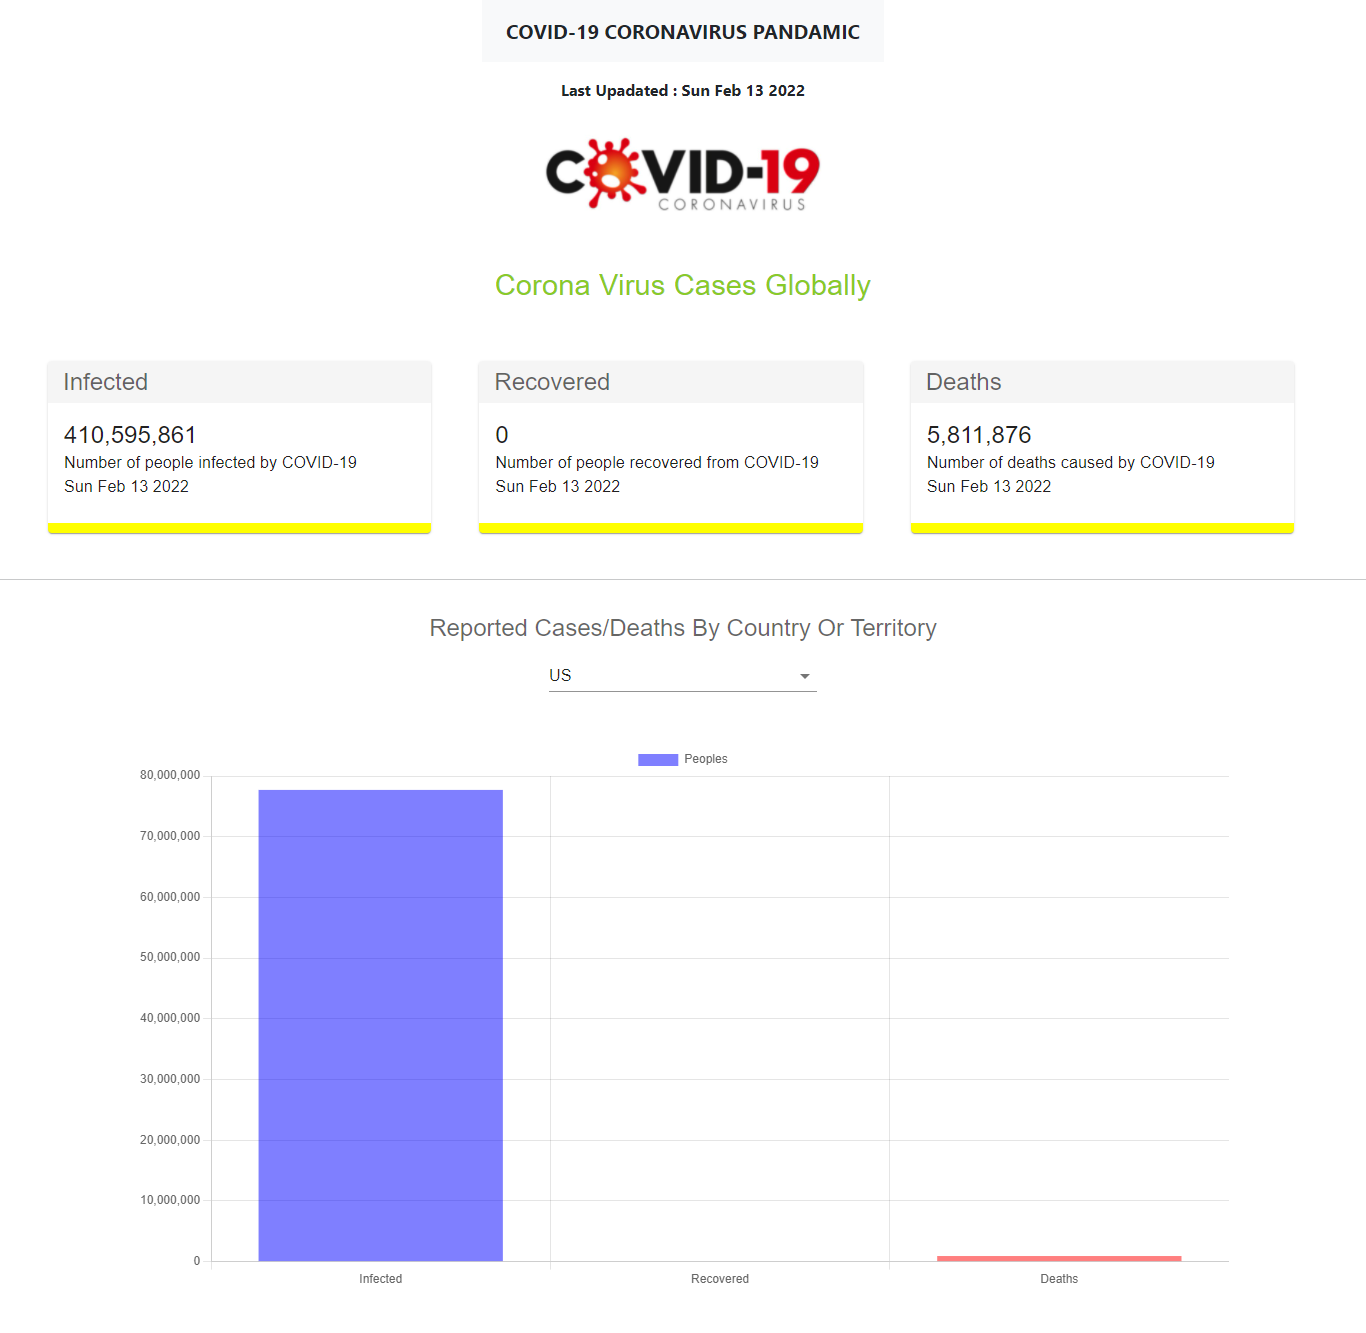 COVID-19 CORONAVIRUS PANDAMIC
Last Upadated : Sun Feb 13 2022
COVID-19
CORONAVIRUS
Corona Virus Cases Globally
Infected
410,595,861
Number of people infected by COVID-19
Sun Feb 13 2022
Recovered
0
Number of people recovered from COVID-19
Sun Feb 13 2022
Deaths
5,811,876
Number of deaths caused by COVID-19
Sun Feb 13 2022
Reported Cases/Deaths By Country Or Territory
US
Peoples
80,000,000
70,000,000
60,000,000
50,000,000
40,000,000
30,000,000
20,000,000
10,000,000
0
Infected Recovered Deaths